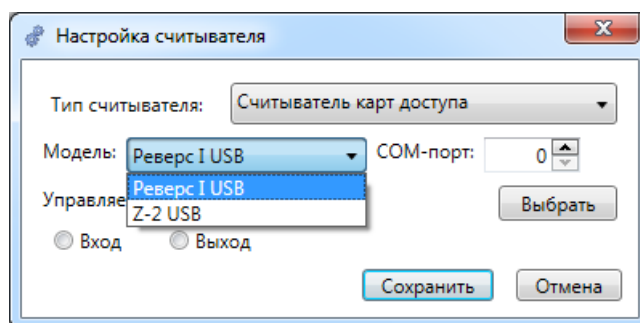 Настройка считывателя
Тип считывателя: Считыватель карт доступа
Модель: Реверс I USB COM-порт: 0
Реверс I USB
Управляе Выбрать
Z-2 USB
Вход Выход
Сохранить Отмена